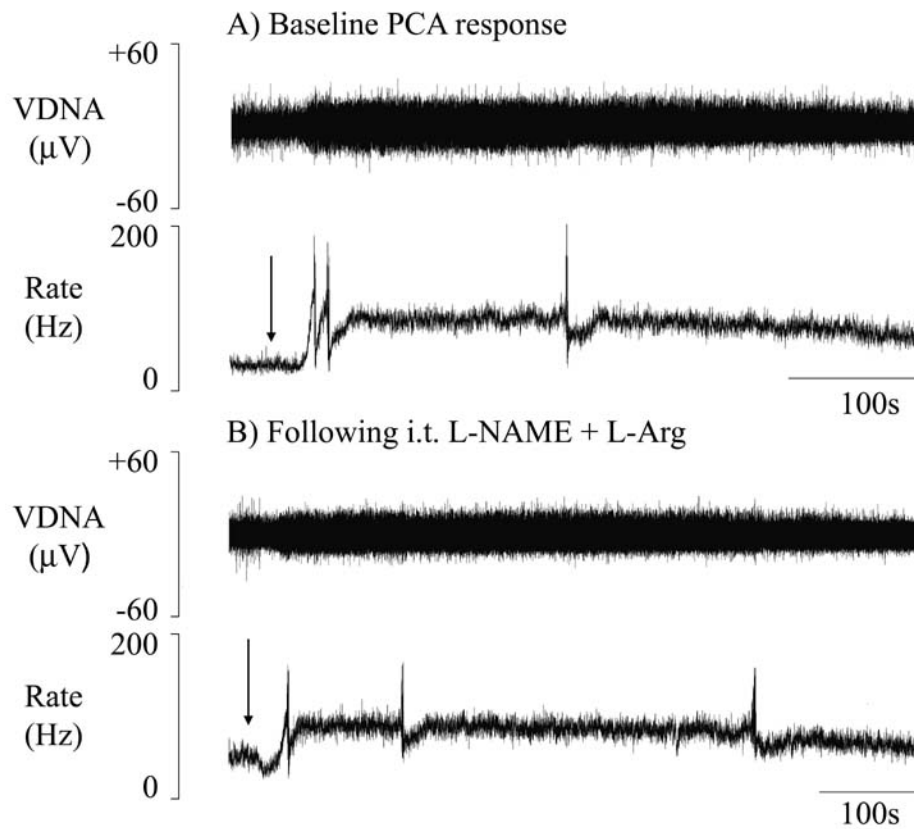 A) Baseline PCA response
+60
VDNA
(μV)
-60
200
Rate
(Hz)
0
100s
B) Following i.t. L-NAME + L-Arg
+60
VDNA
(μV)
-60
200
Rate
(Hz)
0
100s